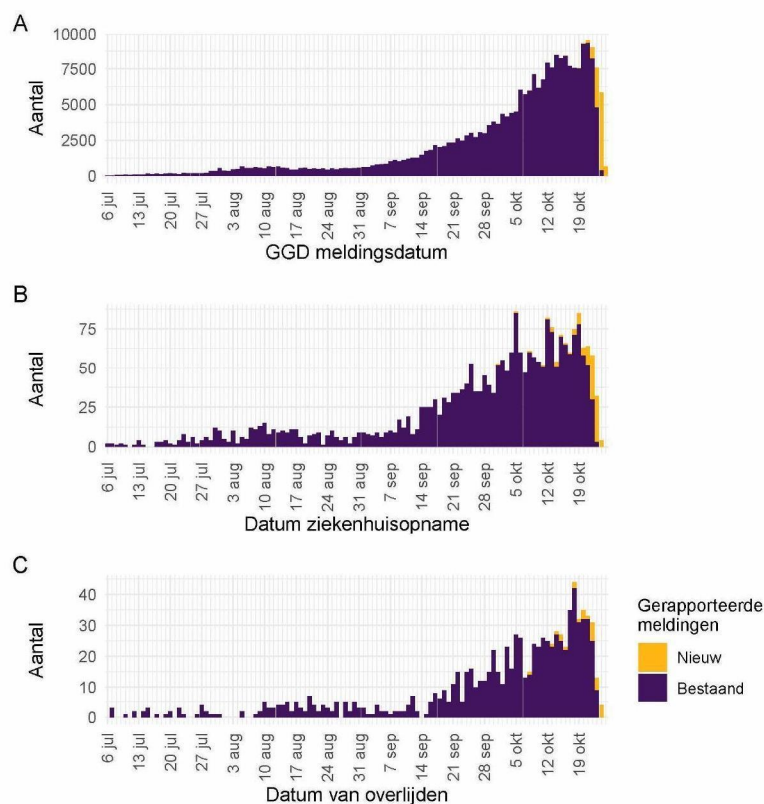 A
Aantal
10000
7500
5000
2500
0
6 jul
13 jul
20 jul
27 jul
3 aug
10 aug
17 aug
24 aug
31 aug
7 sep
14 sep
21 sep
28 sep
5 okt
12 okt
19 okt
GGD meldingsdatum
B
Aantal
75
50
25
0
6 jul
13 jul
20 jul
27 jul
3 aug
10 aug
17 aug
24 aug
31 aug
7 sep
14 sep
21 sep
28 sep
5 okt
12 okt
19 okt
Datum ziekenhuisopname
C
Aantal
40
30
20
10
0
6 jul
13 jul
20 jul
27 jul
3 aug
10 aug
17 aug
24 aug
31 aug
7 sep
14 sep
21 sep
28 sep
5 okt
12 okt
19 okt
Datum van overlijden
Gerapporteerde
meldingen
Nieuw
Bestaand